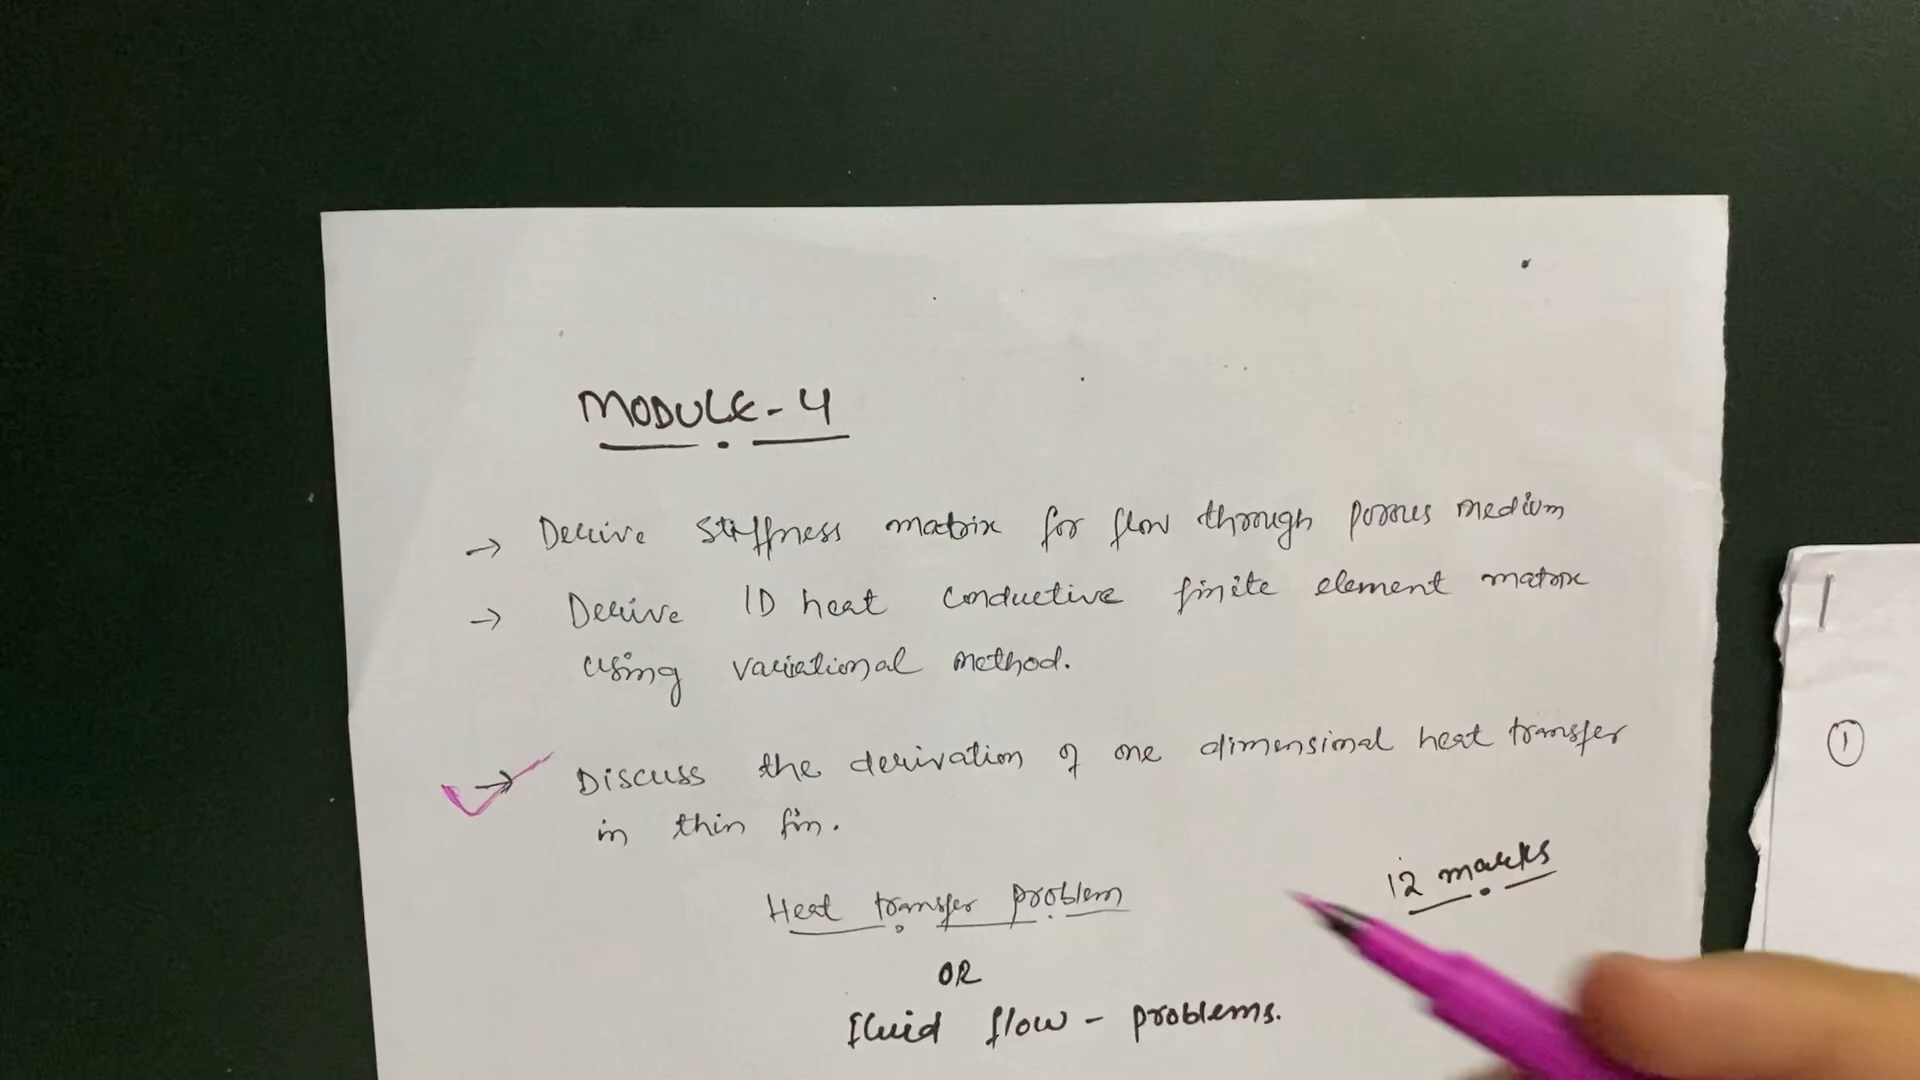 MODULE-4
→ Derive stiffness matrix for flow through porous medium
→ Derive 1D heat conductive finite element matrix
using variational method.
→ Discuss the derivation of one dimensional heat transfer
in thin fin.
12 marks
Heat transfer problem
OR
fluid flow - problems.
1